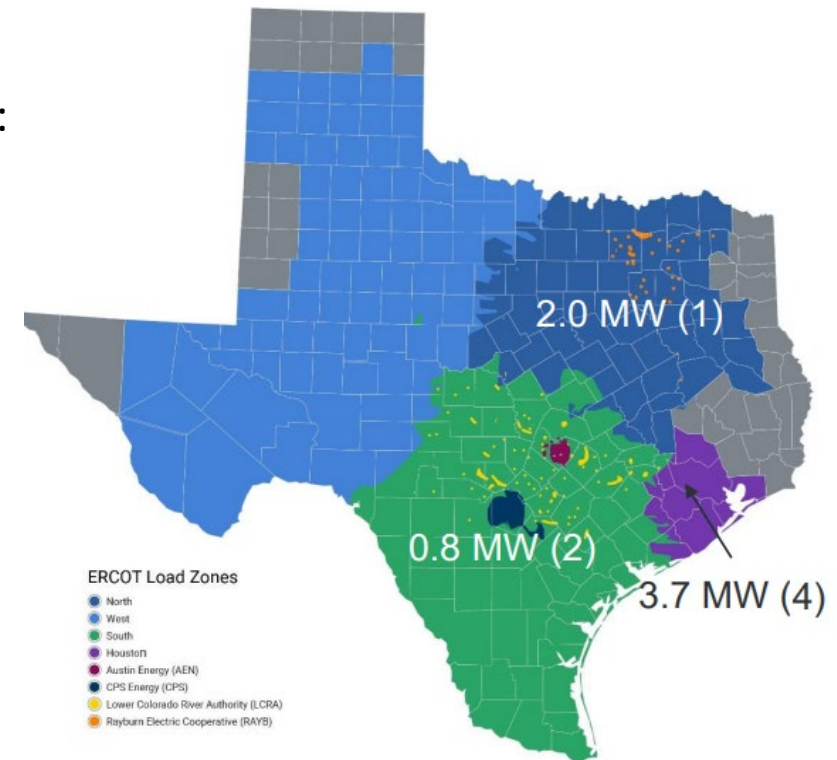 :
2.0 MW (1)
0.8 MW (2)
3.7 MW (4)
ERCOT Load Zones
North
West
South
Houston
Austin Energy (AEN)
CPS Energy (CPS)
Lower Colorado River Authority (LCRA)
Rayburn Electric Cooperative (RAYB)